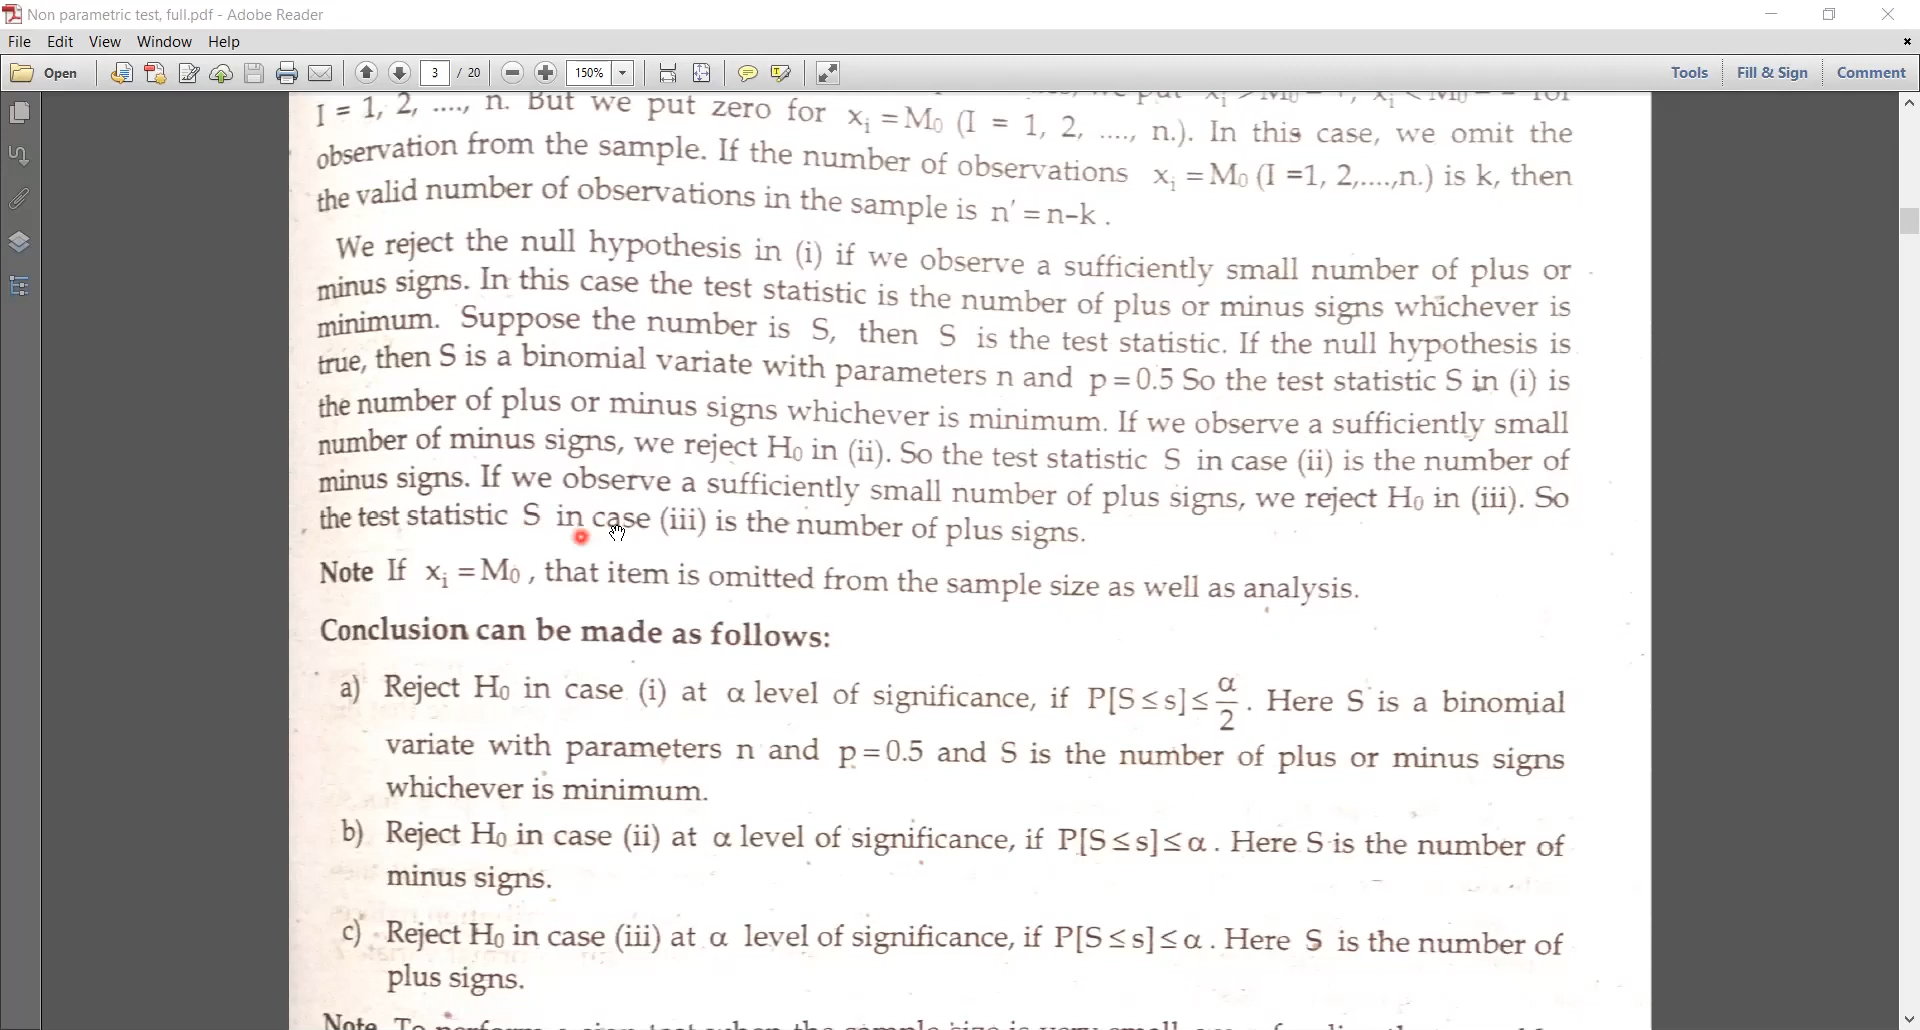 Non parametric test, full.pdf - Adobe Reader
File Edit View Window Help
Open 3 / 20 150% Tools Fill & Sign Comment
I = 1, 2, ...., n. But we put zero for xᵢ = M₀ (I = 1, 2, ...., n.). In this case, we omit the
observation from the sample. If the number of observations xᵢ = M₀ (I =1, 2,....,n.) is k, then
the valid number of observations in the sample is n′ = n–k .
We reject the null hypothesis in (i) if we observe a sufficiently small number of plus or
minus signs. In this case the test statistic is the number of plus or minus signs whichever is
minimum. Suppose the number is S, then S is the test statistic. If the null hypothesis is
true, then S is a binomial variate with parameters n and p = 0.5 So the test statistic S in (i) is
the number of plus or minus signs whichever is minimum. If we observe a sufficiently small
number of minus signs, we reject H₀ in (ii). So the test statistic S in case (ii) is the number of
minus signs. If we observe a sufficiently small number of plus signs, we reject H₀ in (iii). So
the test statistic S in case (iii) is the number of plus signs.
Note If xᵢ = M₀ , that item is omitted from the sample size as well as analysis.
Conclusion can be made as follows:
a) Reject H₀ in case (i) at α level of significance, if P[S ≤ s] ≤ α/2 . Here S is a binomial
variate with parameters n and p = 0.5 and S is the number of plus or minus signs
whichever is minimum.
b) Reject H₀ in case (ii) at α level of significance, if P[S ≤ s] ≤ α . Here S is the number of
minus signs.
c) Reject H₀ in case (iii) at α level of significance, if P[S ≤ s] ≤ α . Here S is the number of
plus signs.